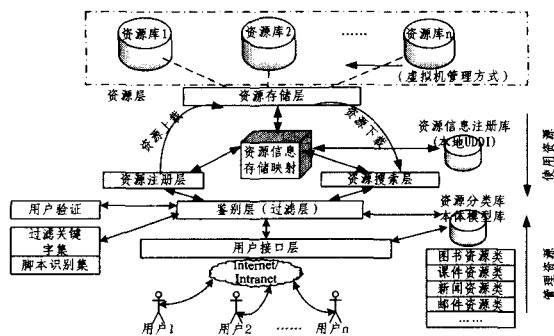 资源库1 资源库2 …… 资源库n
(虚拟机管理方式)
资源层
资源存储层
资源上载
资源下载
资源信息
存储映射
资源信息注册库
(本地UDDI)
使用资源
资源注册层
资源搜索层
用户验证
鉴别层(过滤层)
资源分类库
本体模型库
过滤关键
字集
脚本识别集
用户接口层
Internet/
Intranet
图书资源类
课件资源类
新闻资源类
邮件资源类
……
管理资源
用户1 用户2 …… 用户n